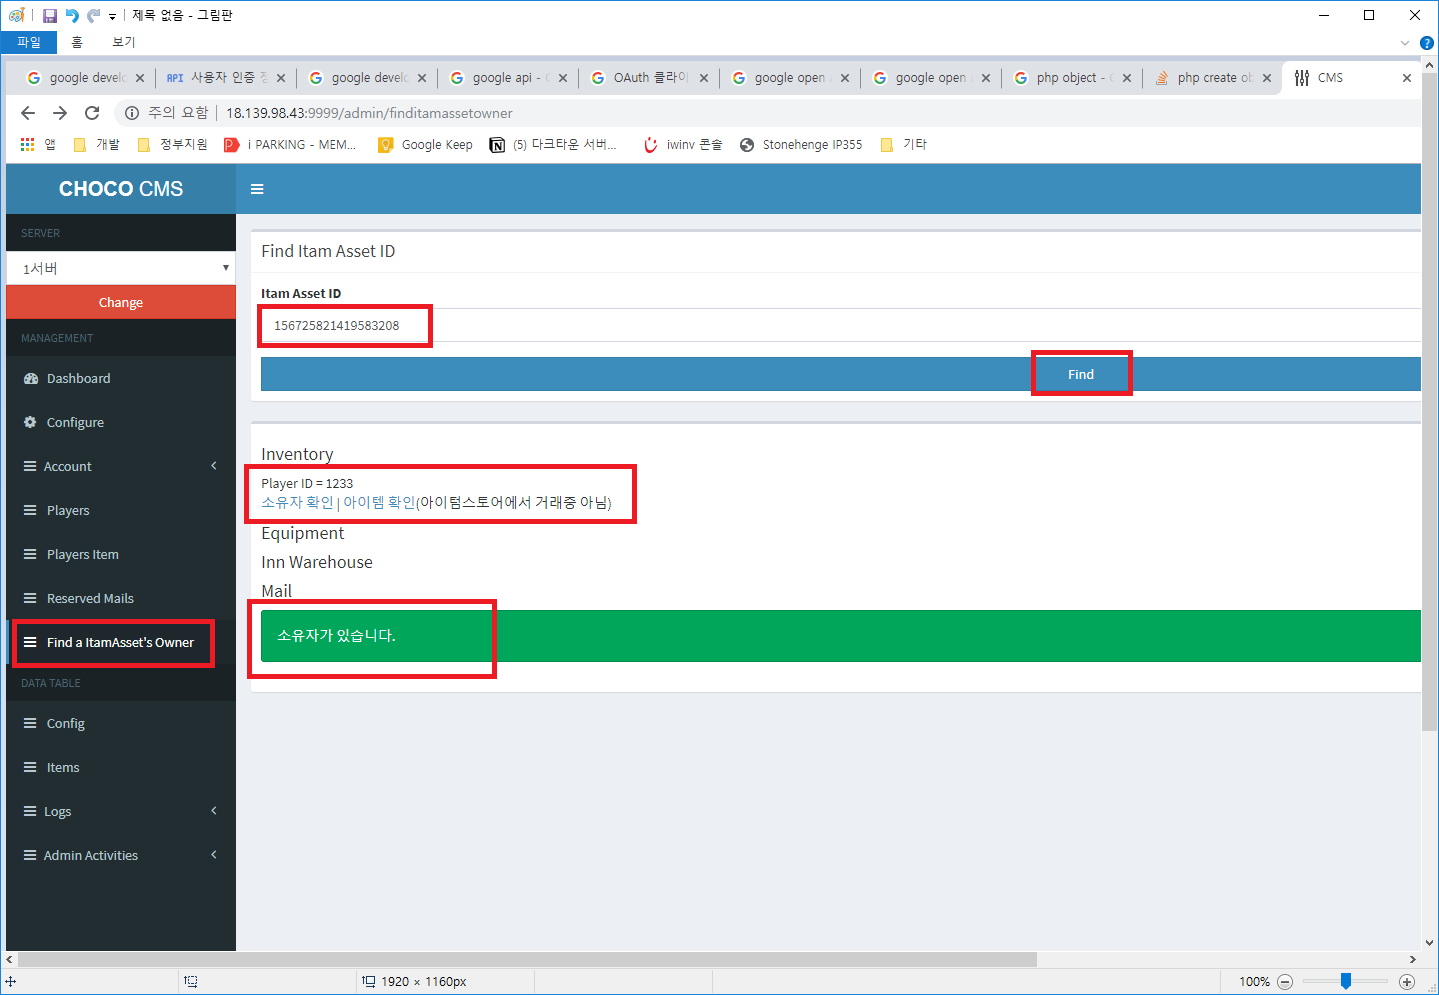 제목 없음 - 그림판
파일 홈 보기
google develo
API 사용자 인증 정
google develo
google api - G
OAuth 클라이
google open a
google open a
php object - G
php create ob
CMS
주의 요함 18.139.98.43:9999/admin/finditamassetowner
앱 개발 정부지원 i PARKING - MEM... Google Keep (5) 다크타운 서버... iwinv 콘솔 Stonehenge IP355 기타
CHOCO CMS
SERVER
1서버
Change
MANAGEMENT
Dashboard
Configure
Account
Players
Players Item
Reserved Mails
Find a ItamAsset's Owner
DATA TABLE
Config
Items
Logs
Admin Activities
Find Itam Asset ID
Itam Asset ID
156725821419583208
Find
Inventory
Player ID = 1233
소유자 확인 | 아이템 확인(아이텀스토어에서 거래중 아님)
Equipment
Inn Warehouse
Mail
소유자가 있습니다.
1920 × 1160px
100%